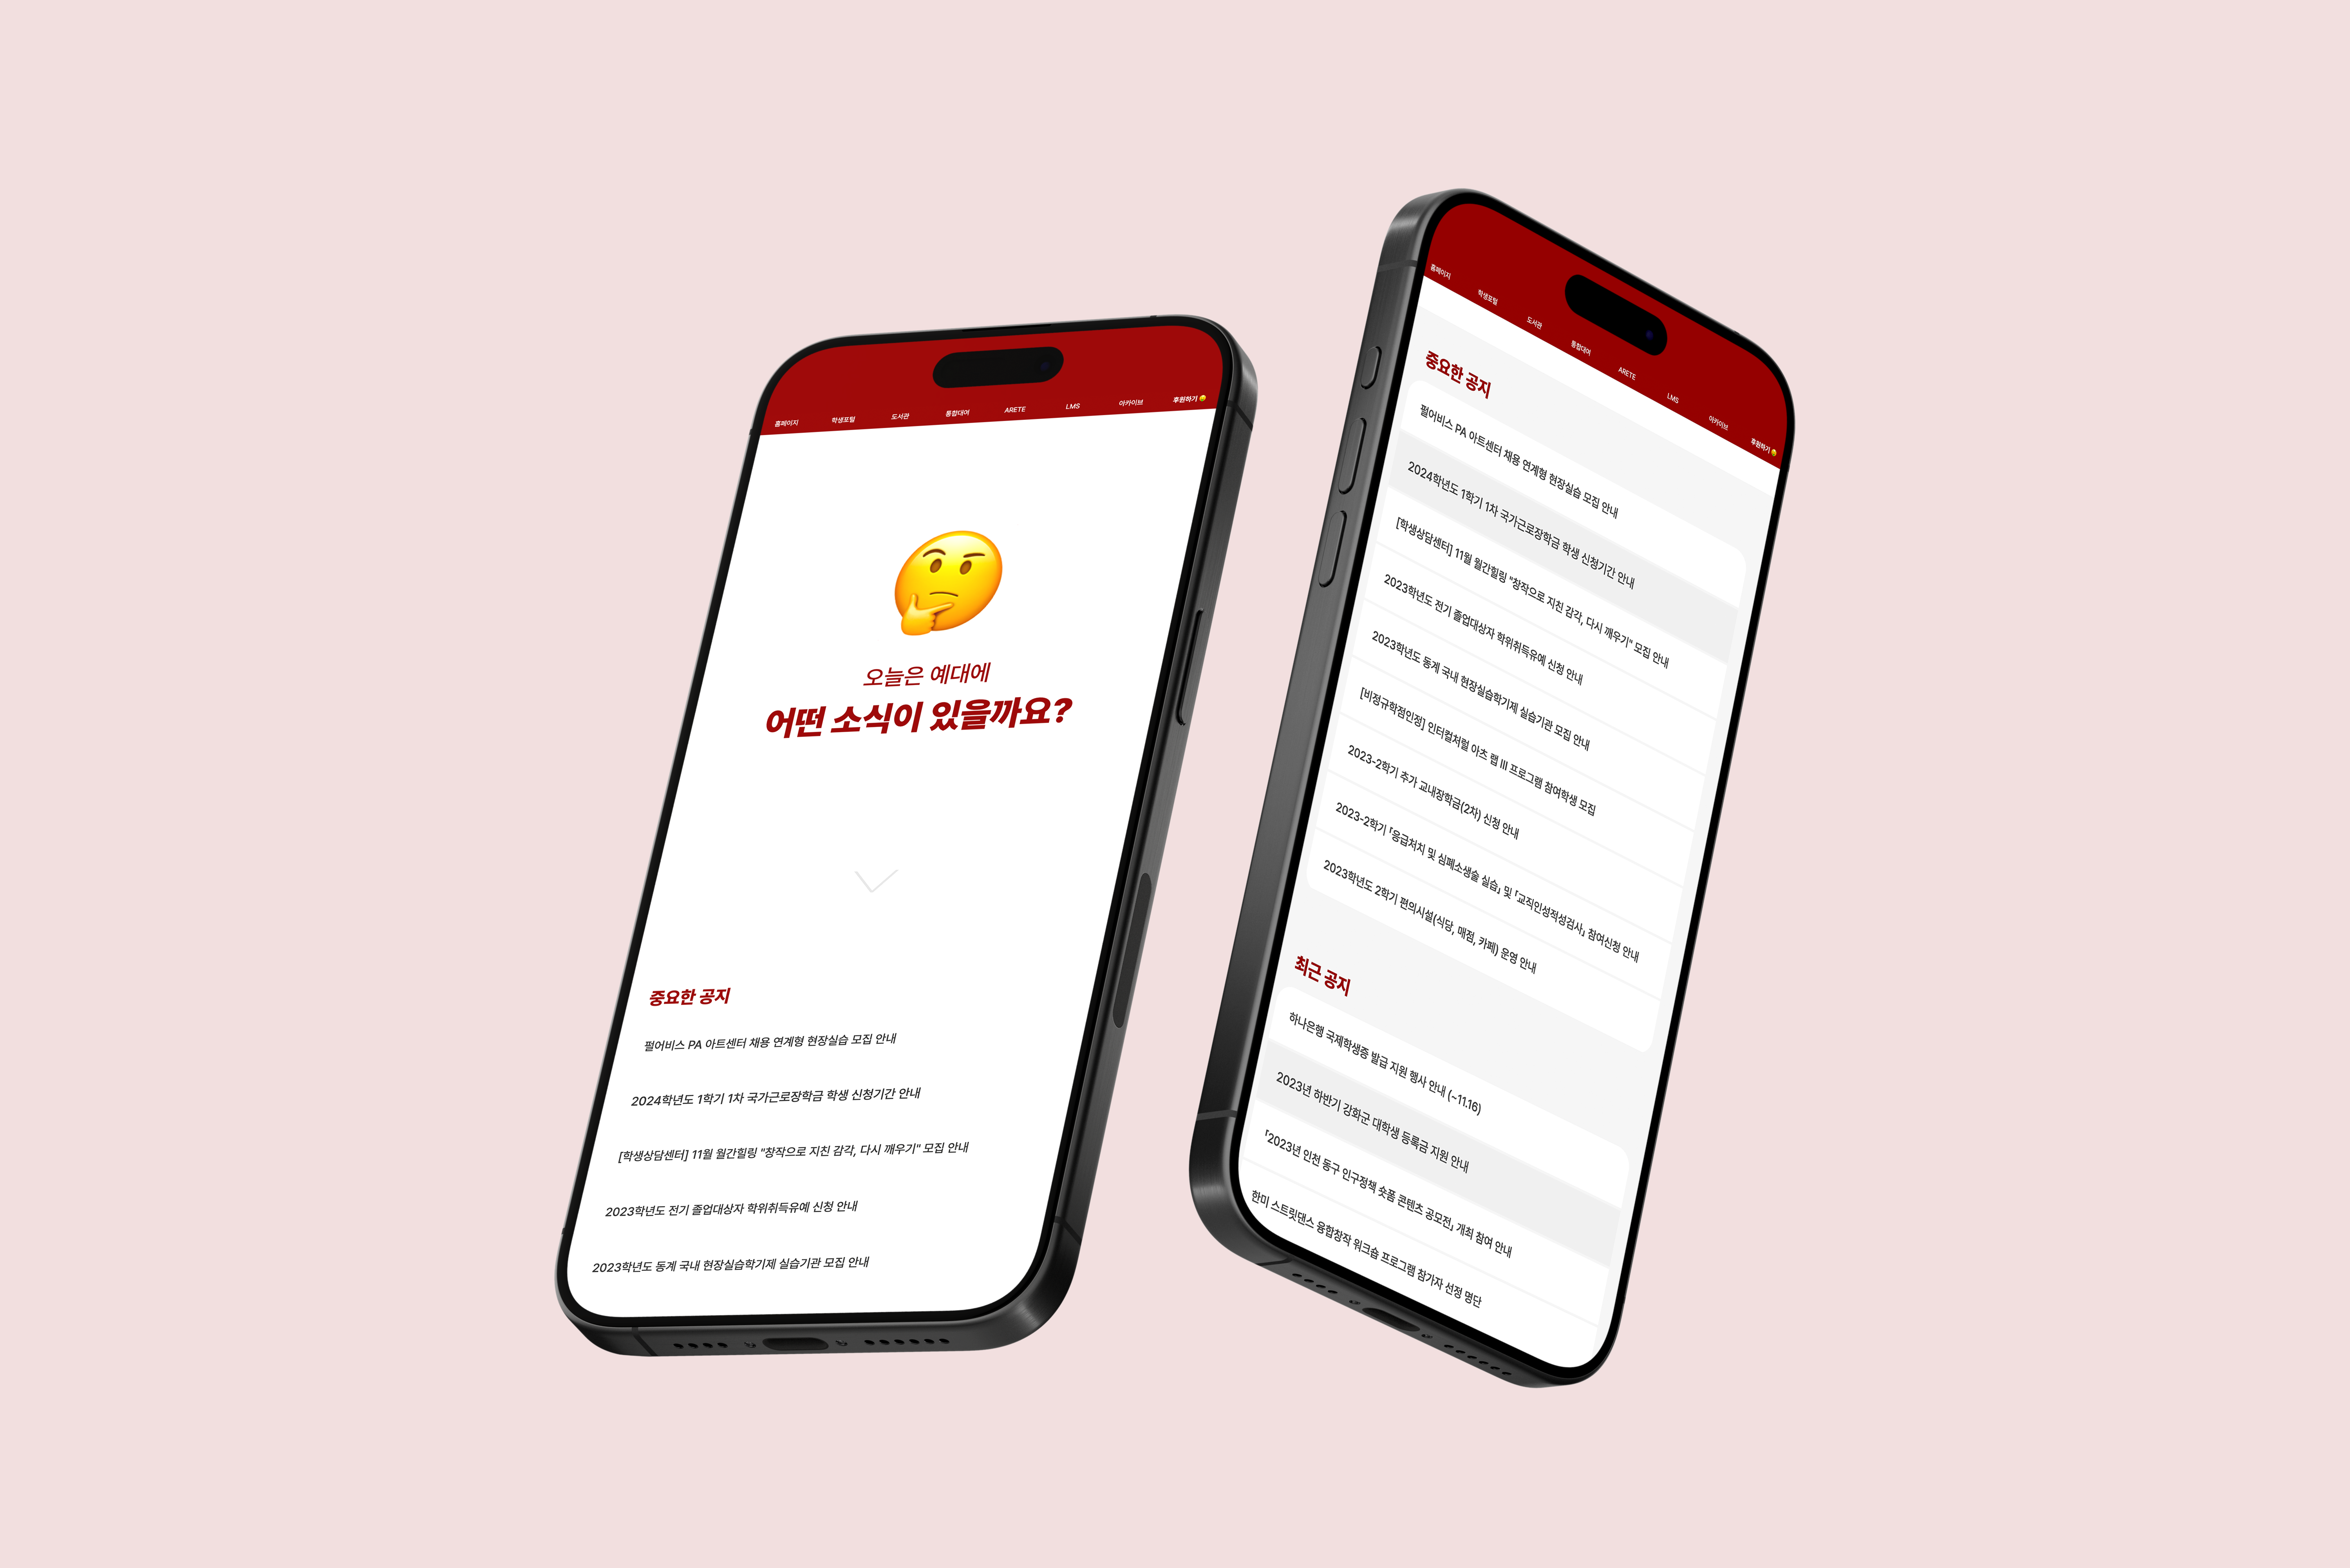 홈페이지
학생포털
도서관
통합대여
ARETE
LMS
아카이브
후원하기
오늘은 예대에
어떤 소식이 있을까요?
중요한 공지
펄어비스 PA 아트센터 채용 연계형 현장실습 모집 안내
2024학년도 1학기 1차 국가근로장학금 학생 신청기간 안내
[학생상담센터] 11월 월간힐링 "창작으로 지친 감각, 다시 깨우기" 모집 안내
2023학년도 전기 졸업대상자 학위취득유예 신청 안내
2023학년도 동계 국내 현장실습학기제 실습기관 모집 안내
홈페이지
학생포털
도서관
통합대여
ARETE
LMS
아카이브
후원하기
중요한 공지
펄어비스 PA 아트센터 채용 연계형 현장실습 모집 안내
2024학년도 1학기 1차 국가근로장학금 학생 신청기간 안내
[학생상담센터] 11월 월간힐링 "창작으로 지친 감각, 다시 깨우기" 모집 안내
2023학년도 전기 졸업대상자 학위취득유예 신청 안내
2023학년도 동계 국내 현장실습학기제 실습기관 모집 안내
[비정규학점인정] 인터컬처럴 아츠 랩 III 프로그램 참여학생 모집
2023-2학기 추가 교내장학금(2차) 신청 안내
2023-2학기 「응급처치 및 심폐소생술 실습」 및 「교직인성적성검사」 참여신청 안내
2023학년도 2학기 편의시설(식당, 매점, 카페) 운영 안내
최근 공지
하나은행 국제학생증 발급 지원 행사 안내 (~11.16)
2023년 하반기 강화군 대학생 등록금 지원 안내
「2023년 인천 동구 인구정책 숏폼 콘텐츠 공모전」 개최 참여 안내
한미 스트릿댄스 융합창작 워크숍 프로그램 참가자 선정 명단